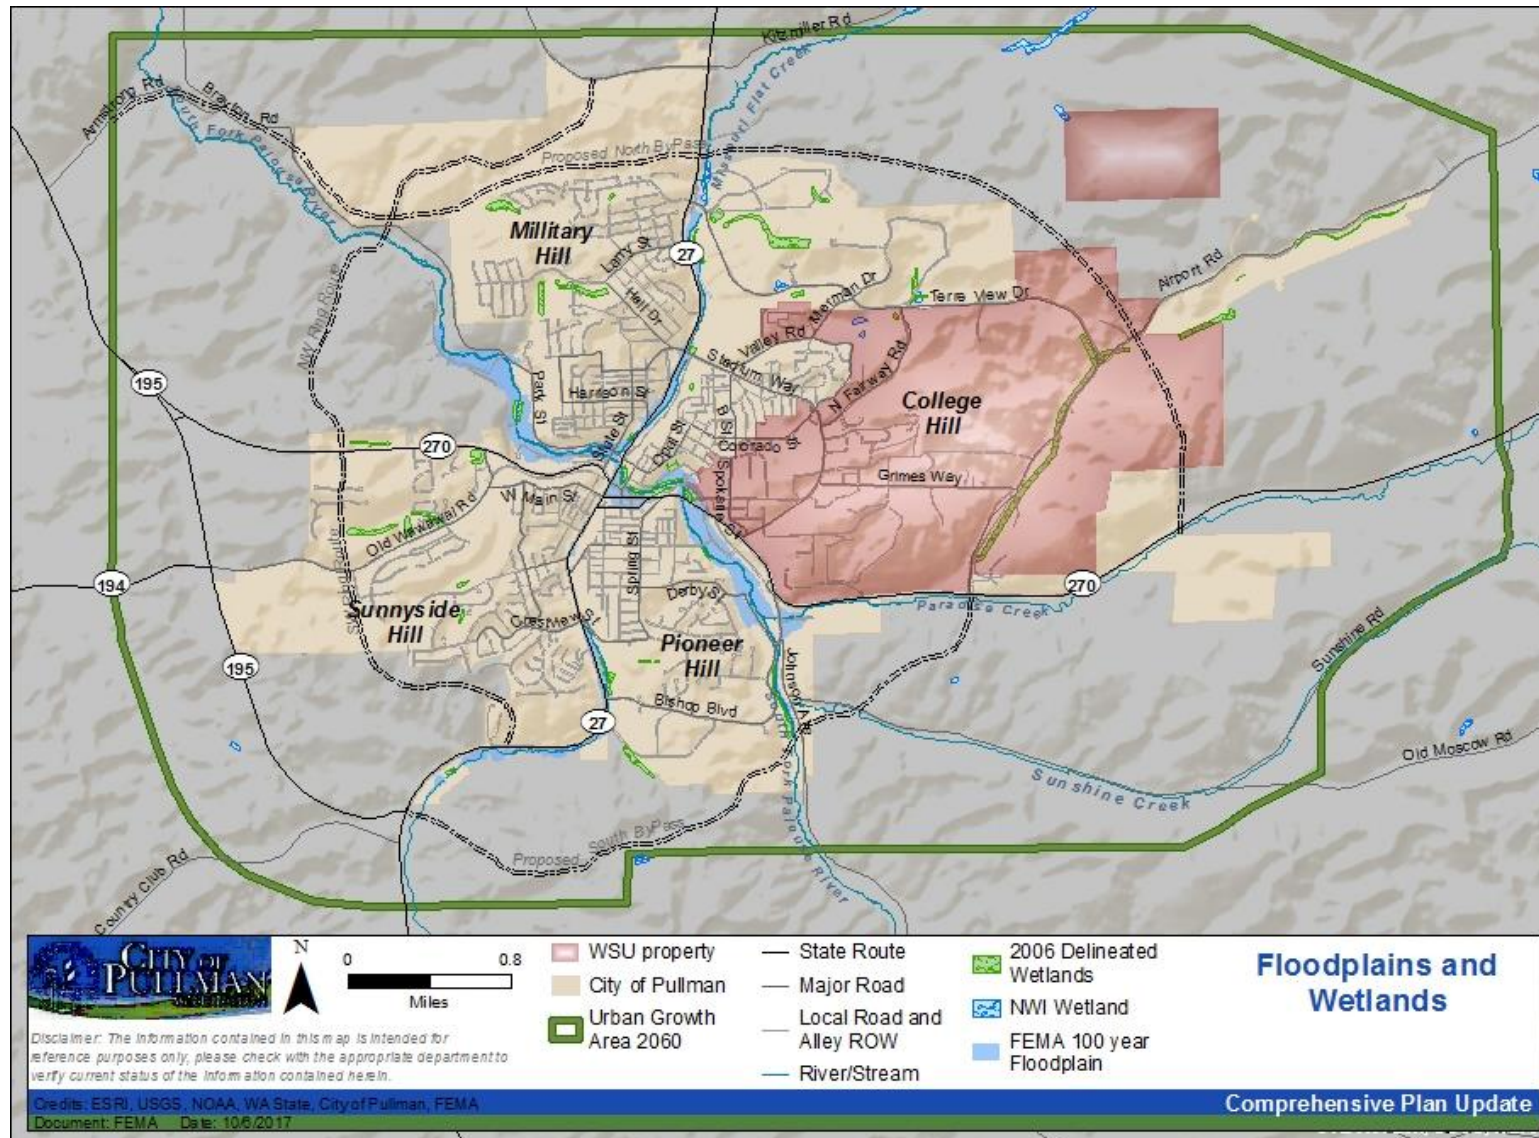 Kitzmiller Rd
Armstrong Rd
Brayton Rd
South Fork Palouse River
Missouri Flat Creek
Proposed North ByPass
Millitary
Hill
Larry St
Hall Dr
27
Merman Dr
Terre View Dr
Airport Rd
NW Ring Route
195
Valley Rd
Stadium Way
N Fairway Rd
Park St
Harrison St
State St
Opal St
B St
Colorado St
College
Hill
270
Grimes Way
Spokane St
W Main St
Old Wawawai Rd
Spring St
194
Derby St
270
Paradise Creek
Sunnyside
Hill
Crestview St
Pioneer
Hill
Sunshine Rd
195
Johnson Ave
Bishop Blvd
27
South Fork Palouse River
Old Moscow Rd
Sunshine Creek
Proposed South ByPass
Country Club Rd
CITY OF
PULLMAN
WASHINGTON
N
0 0.8
Miles
Disclaimer: The information contained in this map is intended for
reference purposes only, please check with the appropriate department to
verify current status of the information contained herein.
WSU property
City of Pullman
Urban Growth
Area 2060
State Route
Major Road
Local Road and
Alley ROW
River/Stream
2006 Delineated
Wetlands
NWI Wetland
FEMA 100 year
Floodplain
Floodplains and
Wetlands
Credits: ESRI, USGS, NOAA, WA State, City of Pullman, FEMA
Comprehensive Plan Update
Document: FEMA Date: 10/6/2017